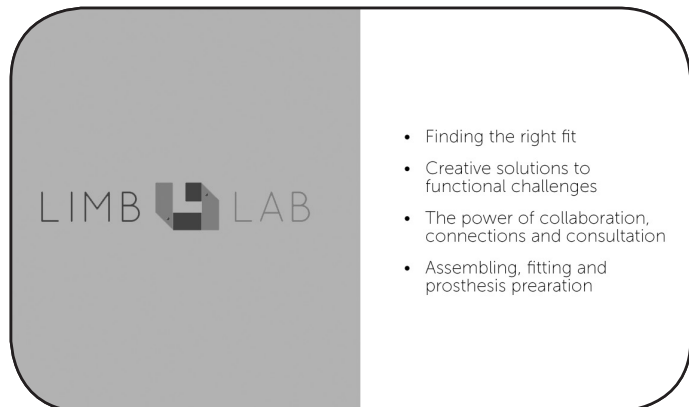 LIMB LAB
• Finding the right fit
• Creative solutions to
functional challenges
• The power of collaboration,
connections and consultation
• Assembling, fitting and
prosthesis prearation